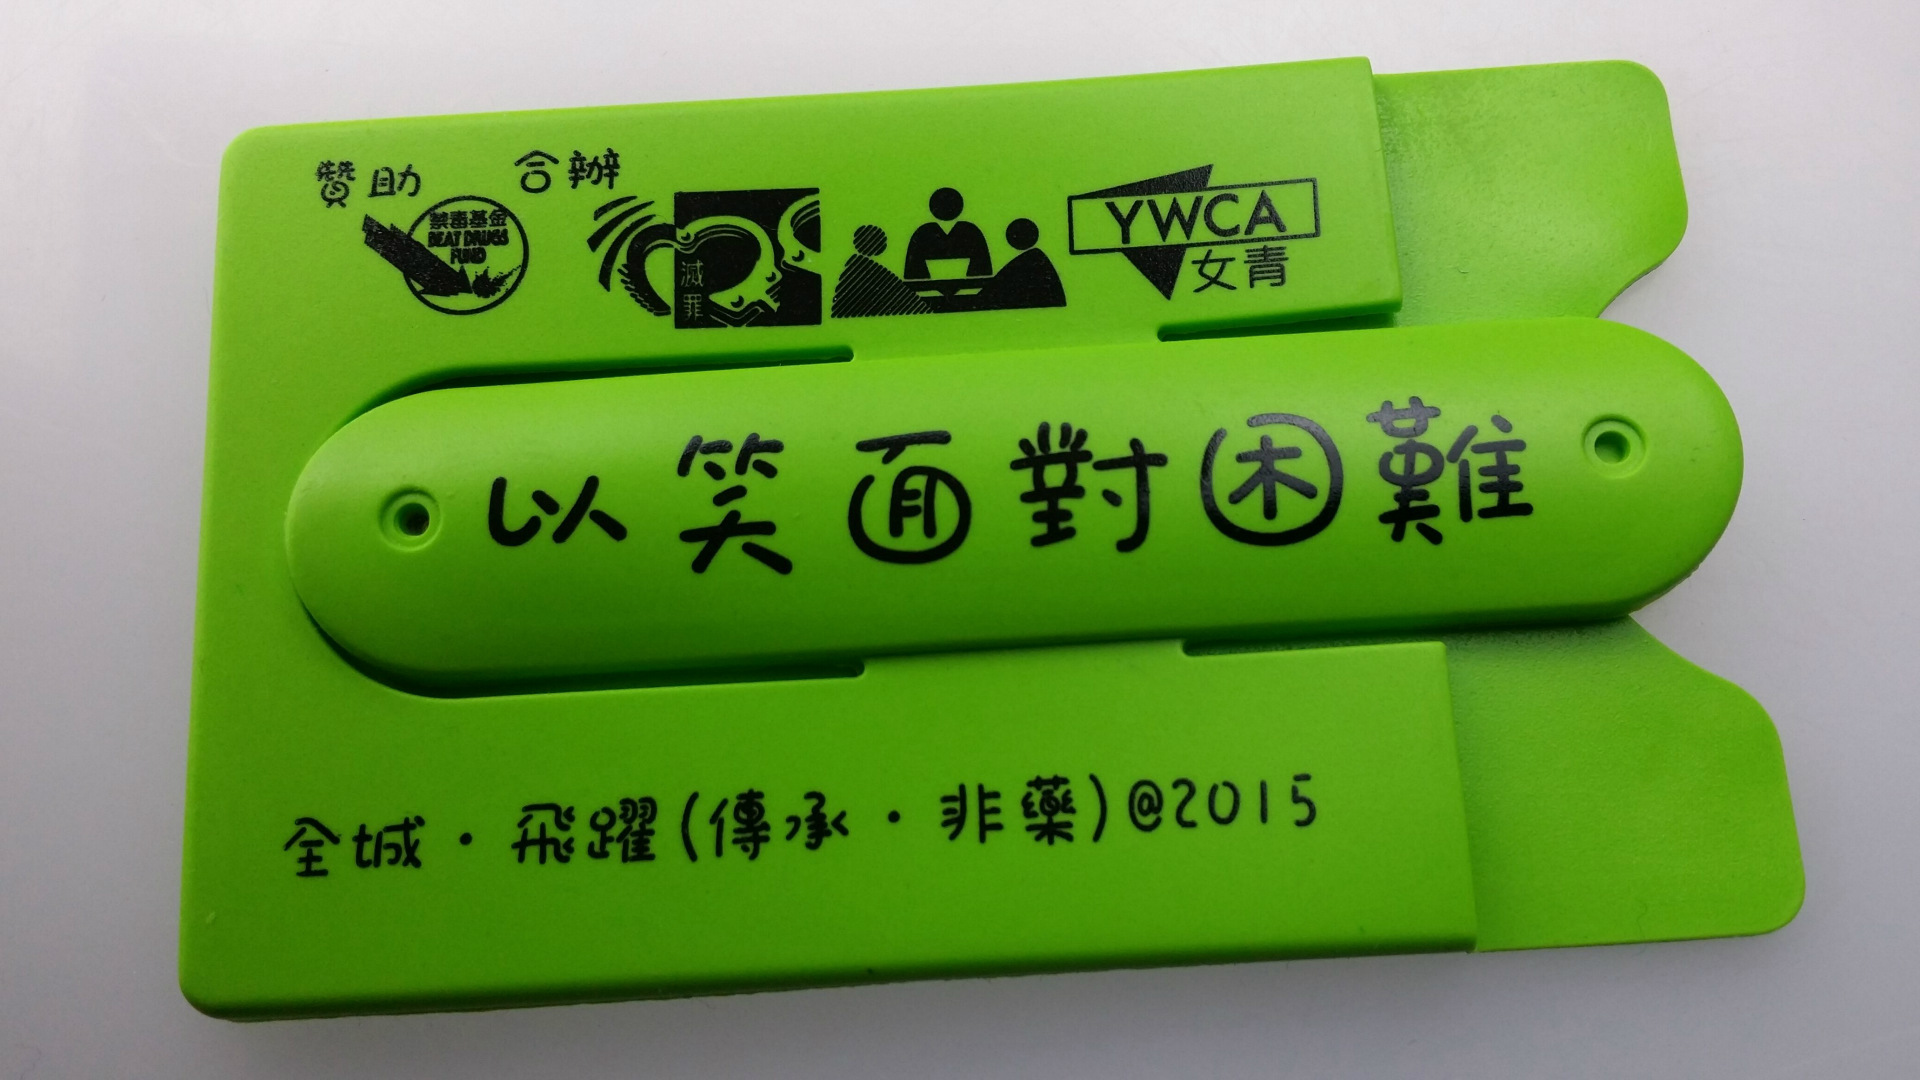 贊助 合辦
禁毒基金
BEAT DRUGS
FUND
滅罪
YWCA
女青
以笑面對困難
全城・飛躍(傳承・非藥)@2015